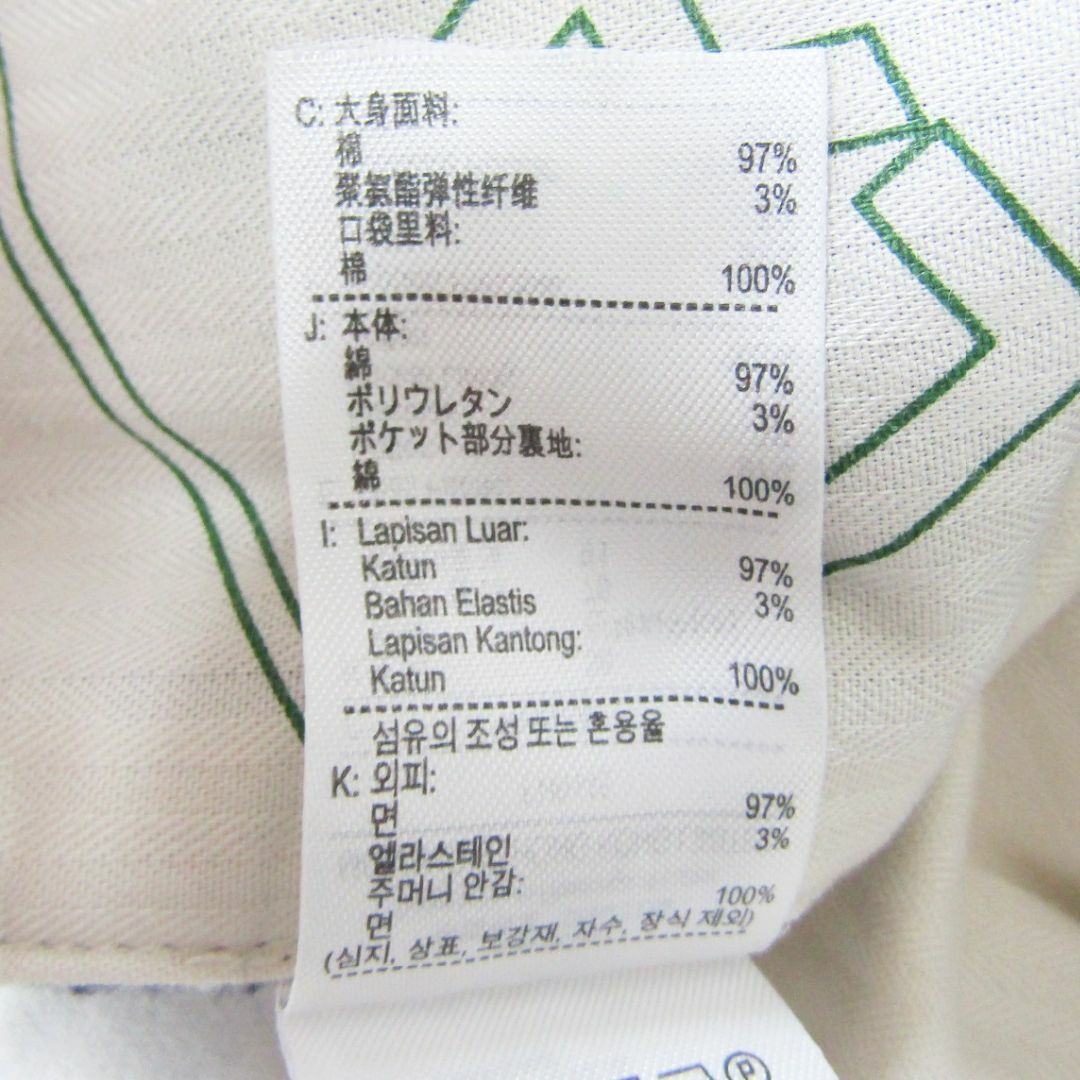 C: 大身面料:
棉 97%
聚氨酯弹性纤维 3%
口袋里料:
棉 100%
J: 本体:
綿 97%
ポリウレタン 3%
ポケット部分裏地:
綿 100%
I: Lapisan Luar:
Katun 97%
Bahan Elastis 3%
Lapisan Kantong:
Katun 100%
섬유의 조성 또는 혼용율
K: 외피:
면 97%
엘라스테인 3%
주머니 안감:
면 100%
(심지, 상표, 보강재, 자수, 장식 제외)
P